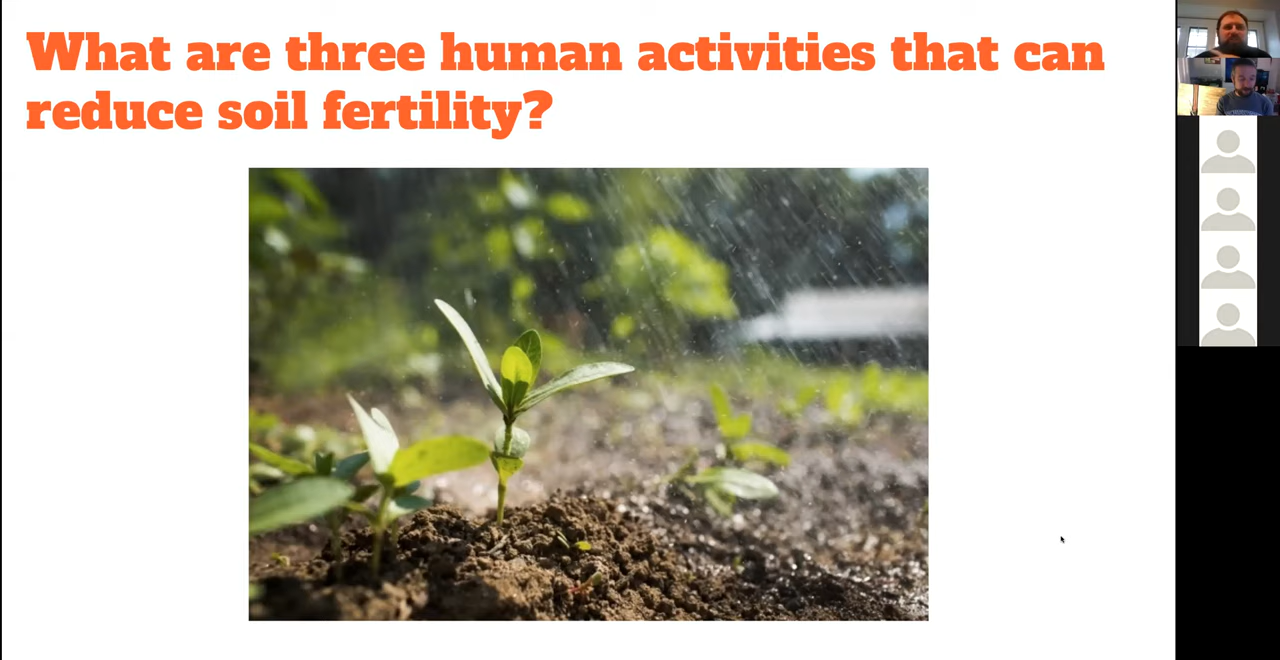 What are three human activities that can
reduce soil fertility?